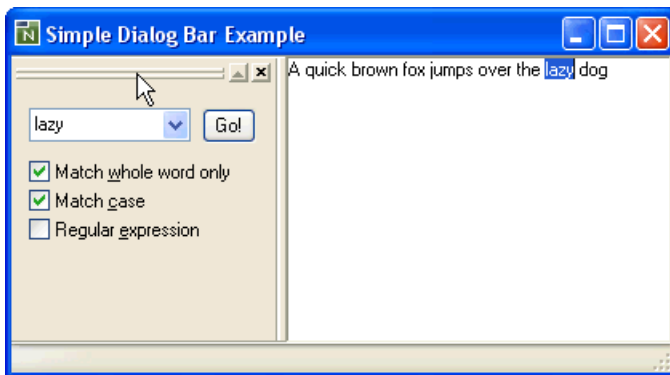 Simple Dialog Bar Example
A quick brown fox jumps over the lazy dog
lazy
Go!
Match whole word only
Match case
Regular expression